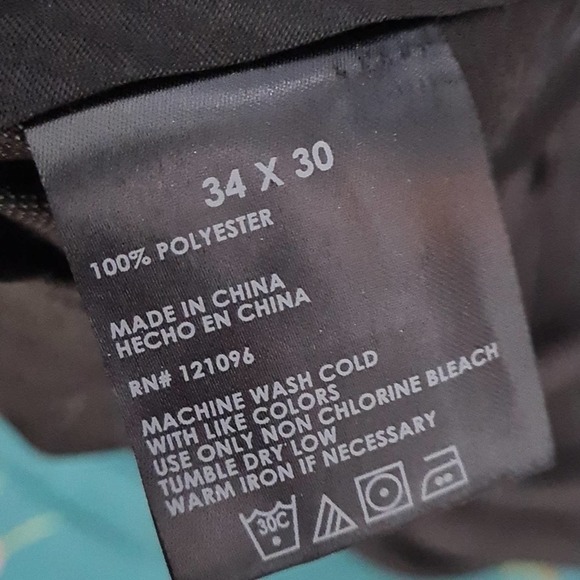 34 X 30
100% POLYESTER
MADE IN CHINA
HECHO EN CHINA
RN# 121096
MACHINE WASH COLD
WITH LIKE COLORS
USE ONLY NON CHLORINE BLEACH
TUMBLE DRY LOW
WARM IRON IF NECESSARY
30C